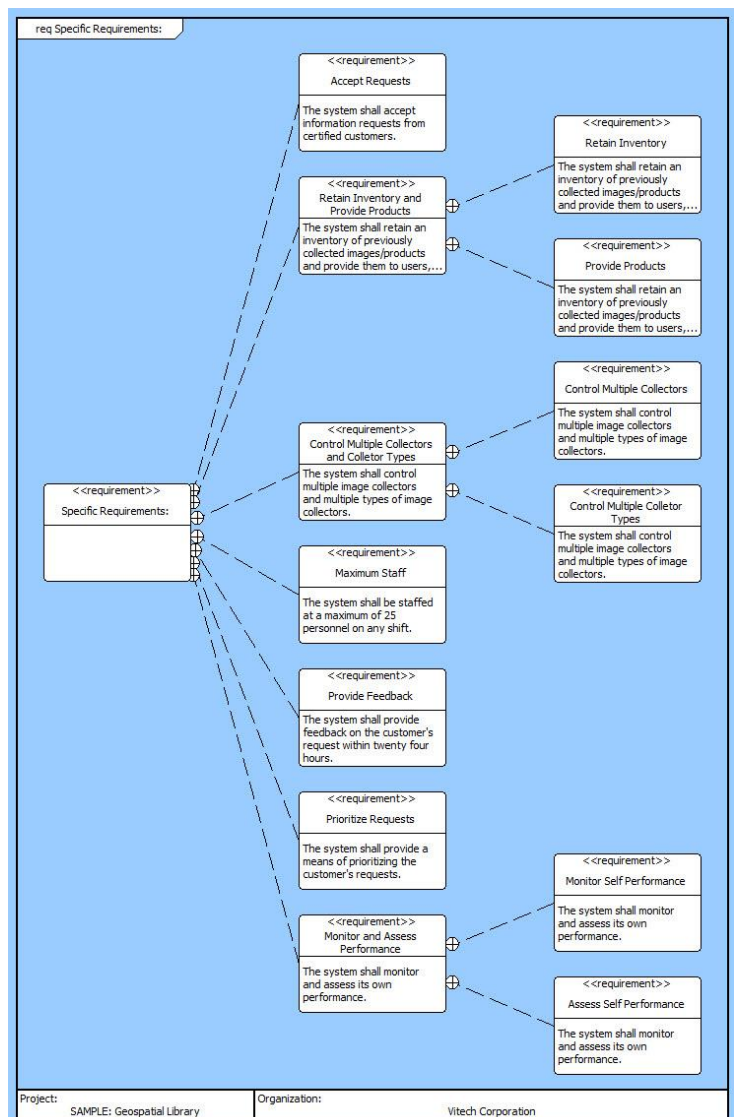 req Specific Requirements:
<<requirement>>
Accept Requests
The system shall accept
information requests from
certified customers.
<<requirement>>
Retain Inventory and
Provide Products
The system shall retain an
inventory of previously
collected images/products
and provide them to users,...
<<requirement>>
Retain Inventory
The system shall retain an
inventory of previously
collected images/products
and provide them to users,...
<<requirement>>
Provide Products
The system shall retain an
inventory of previously
collected images/products
and provide them to users,...
<<requirement>>
Control Multiple Collectors
and Colletor Types
The system shall control
multiple image collectors
and multiple types of image
collectors.
<<requirement>>
Control Multiple Collectors
The system shall control
multiple image collectors
and multiple types of image
collectors.
<<requirement>>
Control Multiple Colletor
Types
The system shall control
multiple image collectors
and multiple types of image
collectors.
<<requirement>>
Specific Requirements:
<<requirement>>
Maximum Staff
The system shall be staffed
at a maximum of 25
personnel on any shift.
<<requirement>>
Provide Feedback
The system shall provide
feedback on the customer's
request within twenty four
hours.
<<requirement>>
Prioritize Requests
The system shall provide a
means of prioritizing the
customer's requests.
<<requirement>>
Monitor and Assess
Performance
The system shall monitor
and assess its own
performance.
<<requirement>>
Monitor Self Performance
The system shall monitor
and assess its own
performance.
<<requirement>>
Assess Self Performance
The system shall monitor
and assess its own
performance.
Project:
SAMPLE: Geospatial Library
Organization:
Vitech Corporation